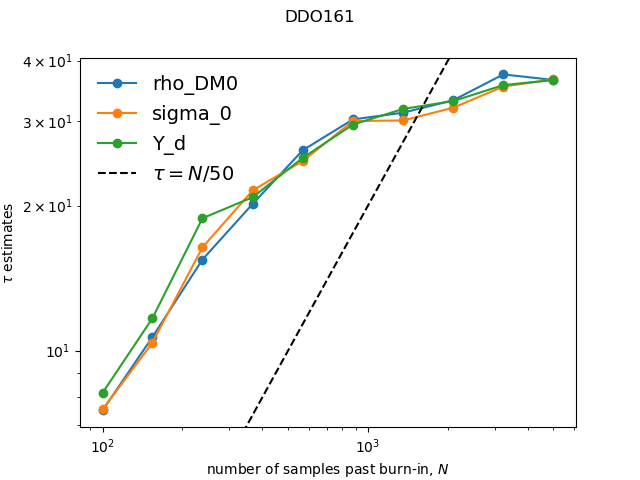 DDO161
4 × 10¹
3 × 10¹
2 × 10¹
10¹
τ estimates
rho_DM0
sigma_0
Y_d
τ = N/50
10² 10³
number of samples past burn-in, N